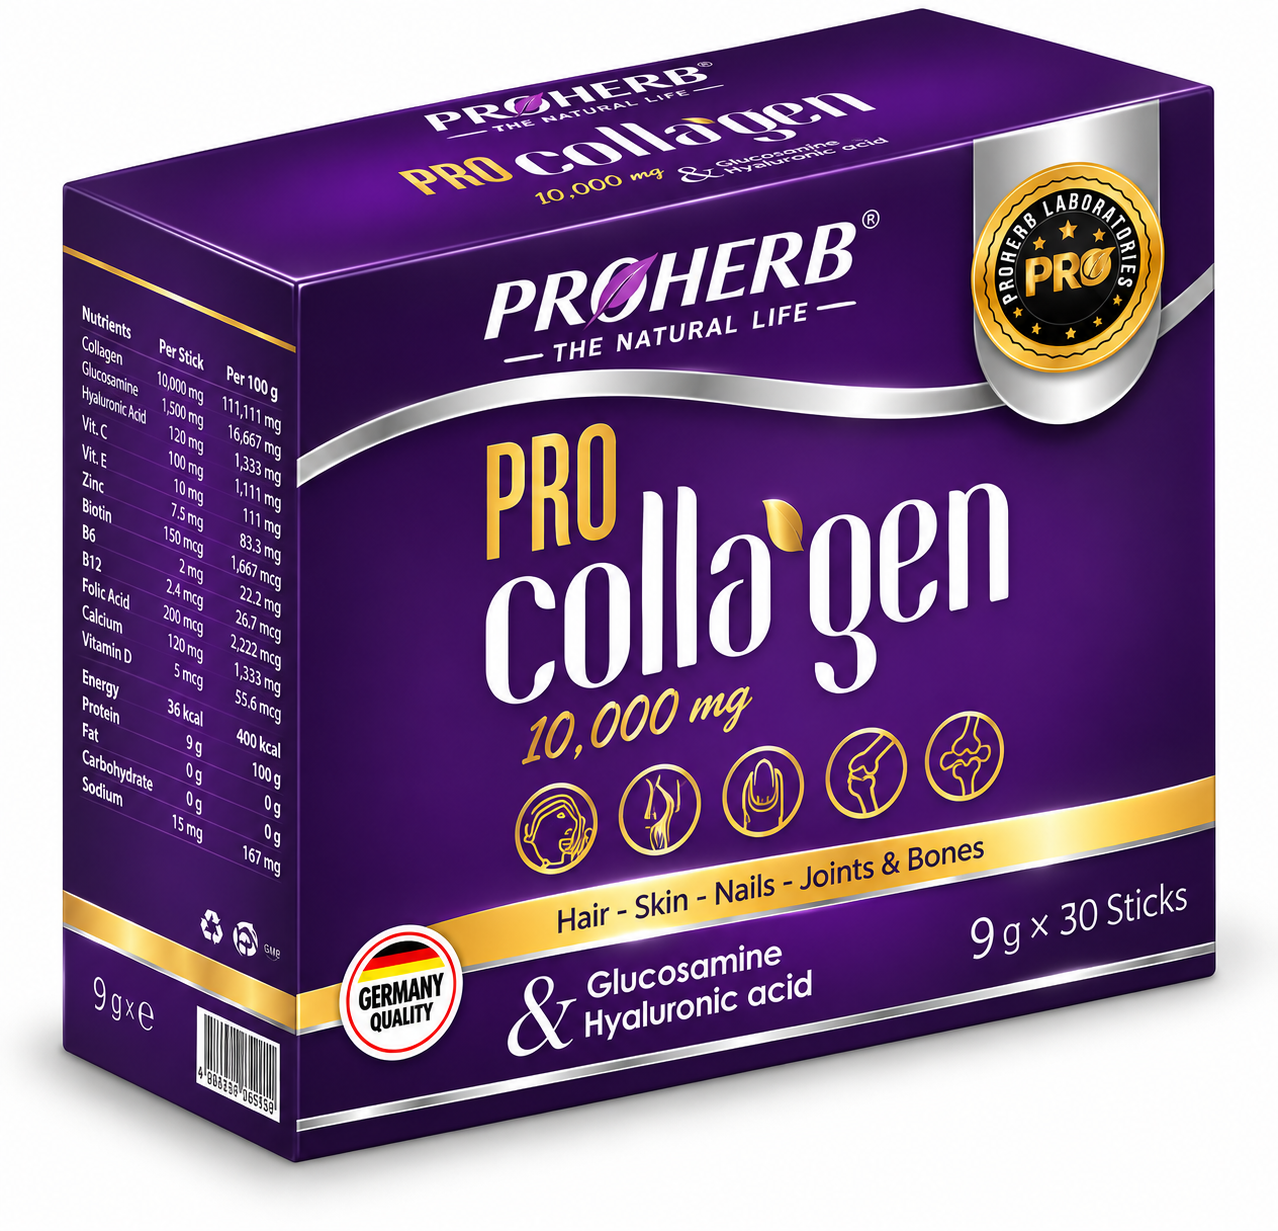 PROHERB®
THE NATURAL LIFE
PRO collagen
10,000 mg & Glucosamine
Hyaluronic acid
PROHERB®
THE NATURAL LIFE
PROHERB LABORATORIES
PRO
PRO
collagen
10,000 mg
Hair - Skin - Nails - Joints & Bones
9 g x 30 Sticks
& Glucosamine
Hyaluronic acid
GERMANY
QUALITY
Nutrients Per Stick Per 100 g
Collagen 10,000 mg 111,111 mg
Glucosamine 1,500 mg 16,667 mg
Hyaluronic Acid 120 mg 1,333 mg
Vit. C 100 mg 1,111 mg
Vit. E 10 mg 111 mg
Zinc 7.5 mg 83.3 mg
Biotin 150 mcg 1,667 mcg
B6 2 mg 22.2 mg
B12 2.4 mcg 26.7 mcg
Folic Acid 200 mcg 2,222 mcg
Calcium 120 mg 1,333 mg
Vitamin D 5 mcg 55.6 mcg
Energy 36 kcal 400 kcal
Protein 9 g 100 g
Fat 0 g 0 g
Carbohydrate 0 g 0 g
Sodium 15 mg 167 mg
GMP
9 gx℮